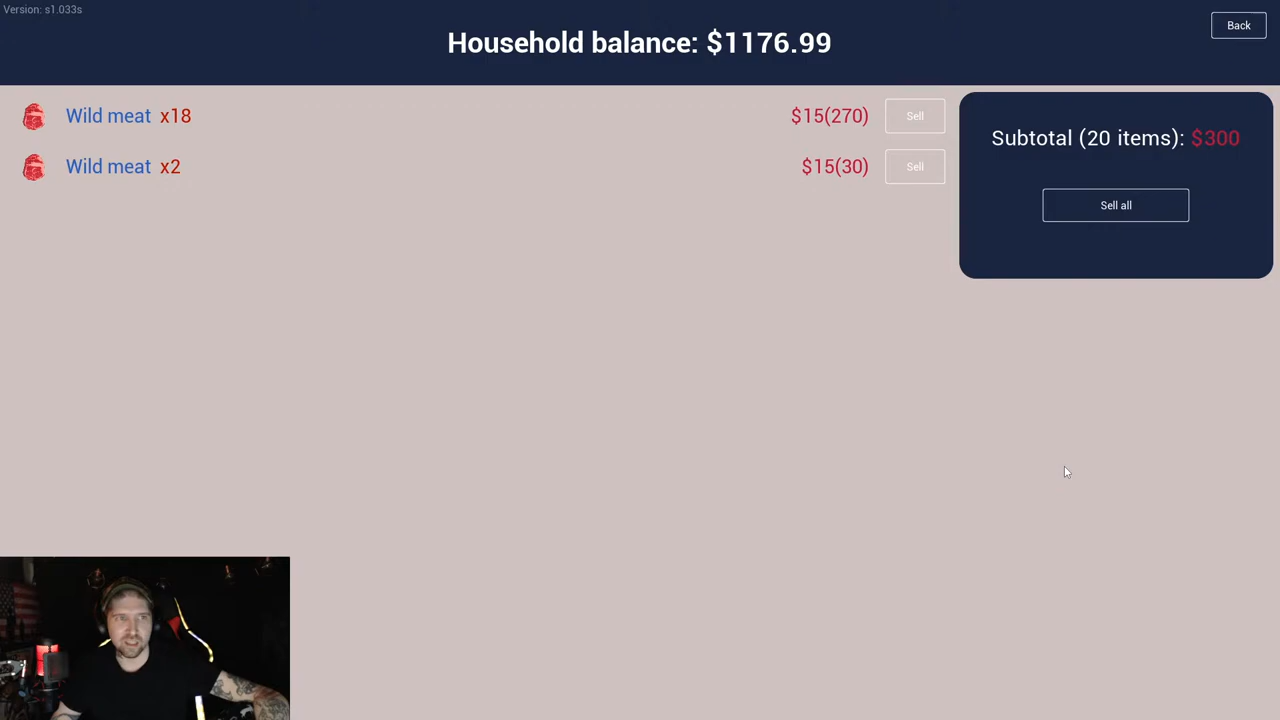 Version: s1.033s
Household balance: $1176.99
Back
Wild meat x18 $15(270) Sell
Wild meat x2 $15(30) Sell
Subtotal (20 items): $300
Sell all